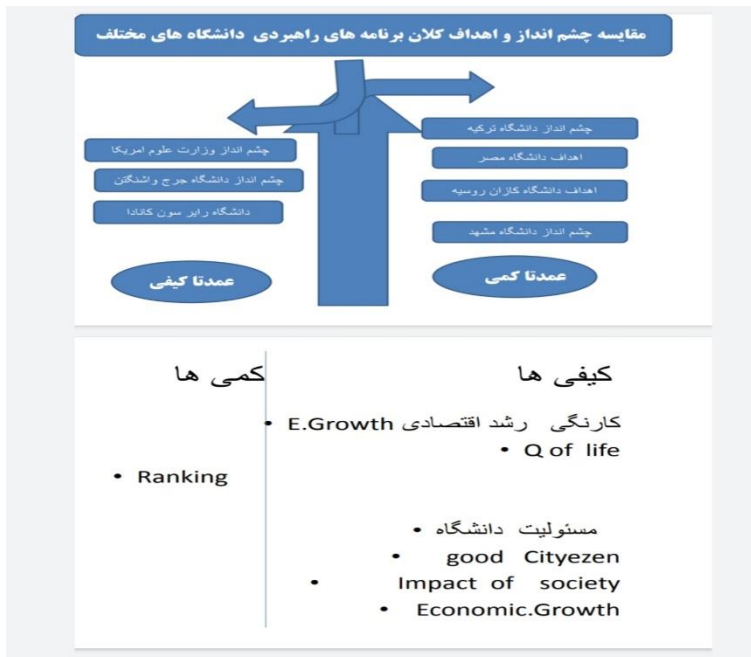 مقایسه چشم انداز و اهداف کلان برنامه های راهبردی دانشگاه های مختلف
چشم انداز دانشگاه ترکیه
اهداف دانشگاه مصر
اهداف دانشگاه کازان روسیه
چشم انداز دانشگاه مشهد
عمدتا کمی
چشم انداز وزارت علوم امریکا
چشم انداز دانشگاه جرج واشنگتن
دانشگاه رایر سون کانادا
عمدتا کیفی
کیفی ها
کارنگی رشد اقتصادی E.Growth •
• Q of life
مسئولیت دانشگاه •
• good Cityezen
• Impact of society
• Economic.Growth
کمی ها
• Ranking